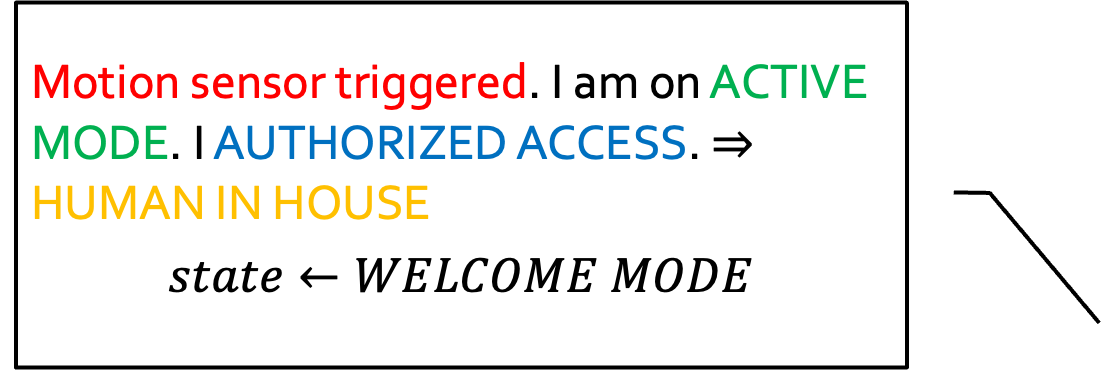 Motion sensor triggered. I am on ACTIVE
MODE. I AUTHORIZED ACCESS. ⇒
HUMAN IN HOUSE
state ← WELCOME MODE